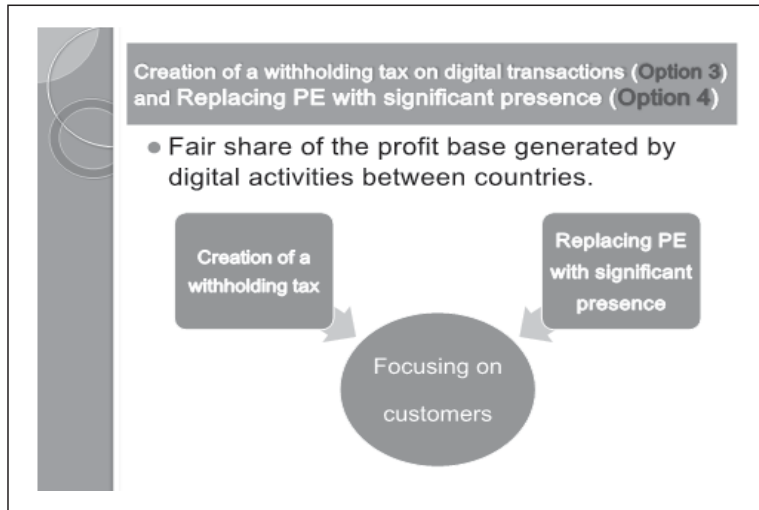 Creation of a withholding tax on digital transactions (Option 3)
and Replacing PE with significant presence (Option 4)
• Fair share of the profit base generated by
digital activities between countries.
Creation of a
withholding tax
Replacing PE
with significant
presence
Focusing on
customers